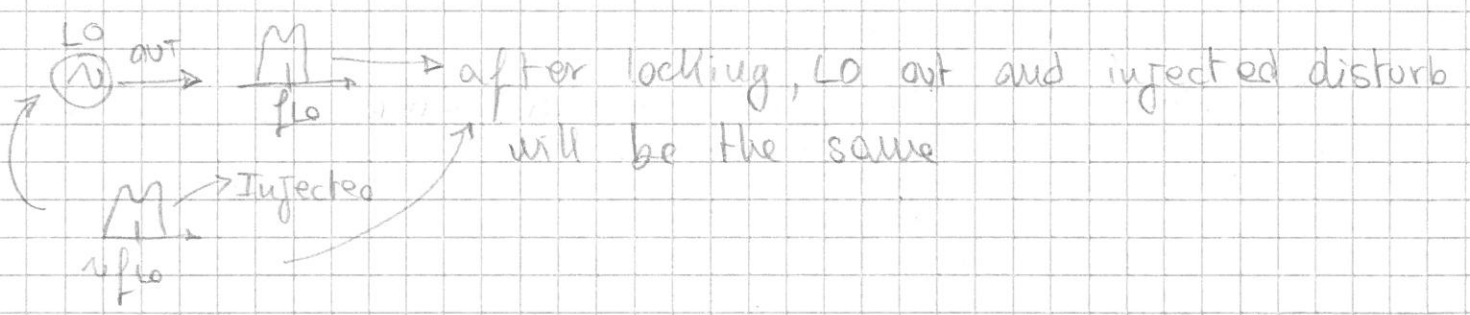 LO
OUT
fLO
after locking, LO out and injected disturb
will be the same
Injected
~fLO